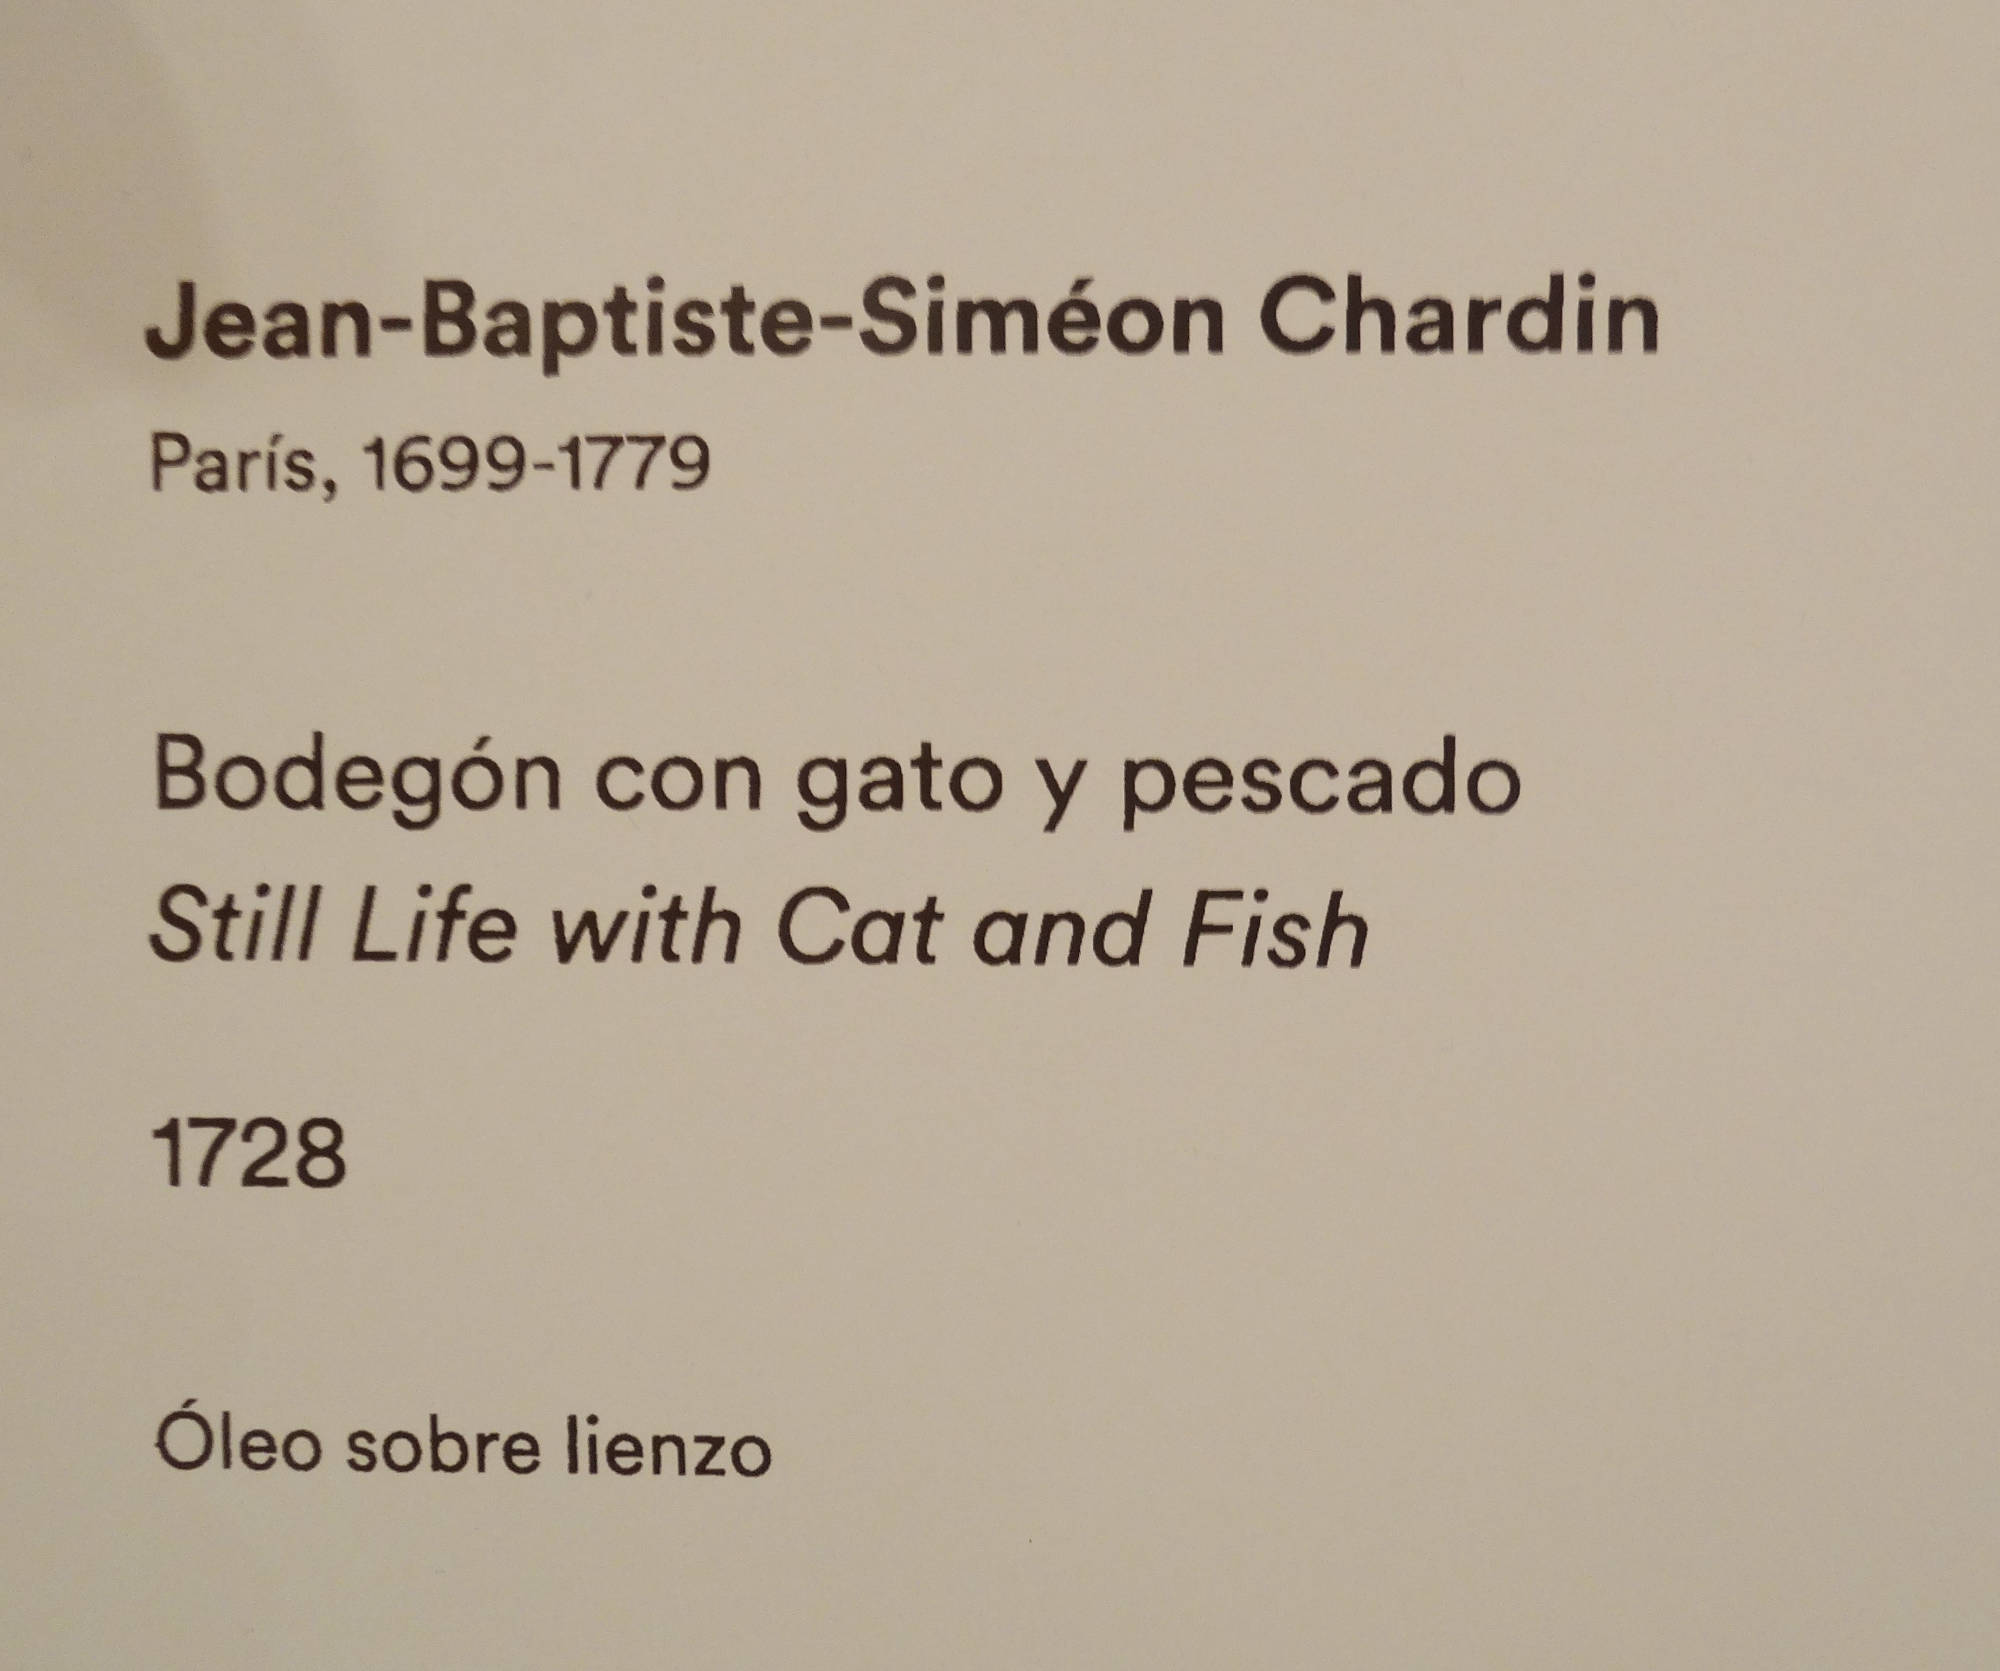 Jean-Baptiste-Siméon Chardin
París, 1699-1779
Bodegón con gato y pescado
Still Life with Cat and Fish
1728
Óleo sobre lienzo